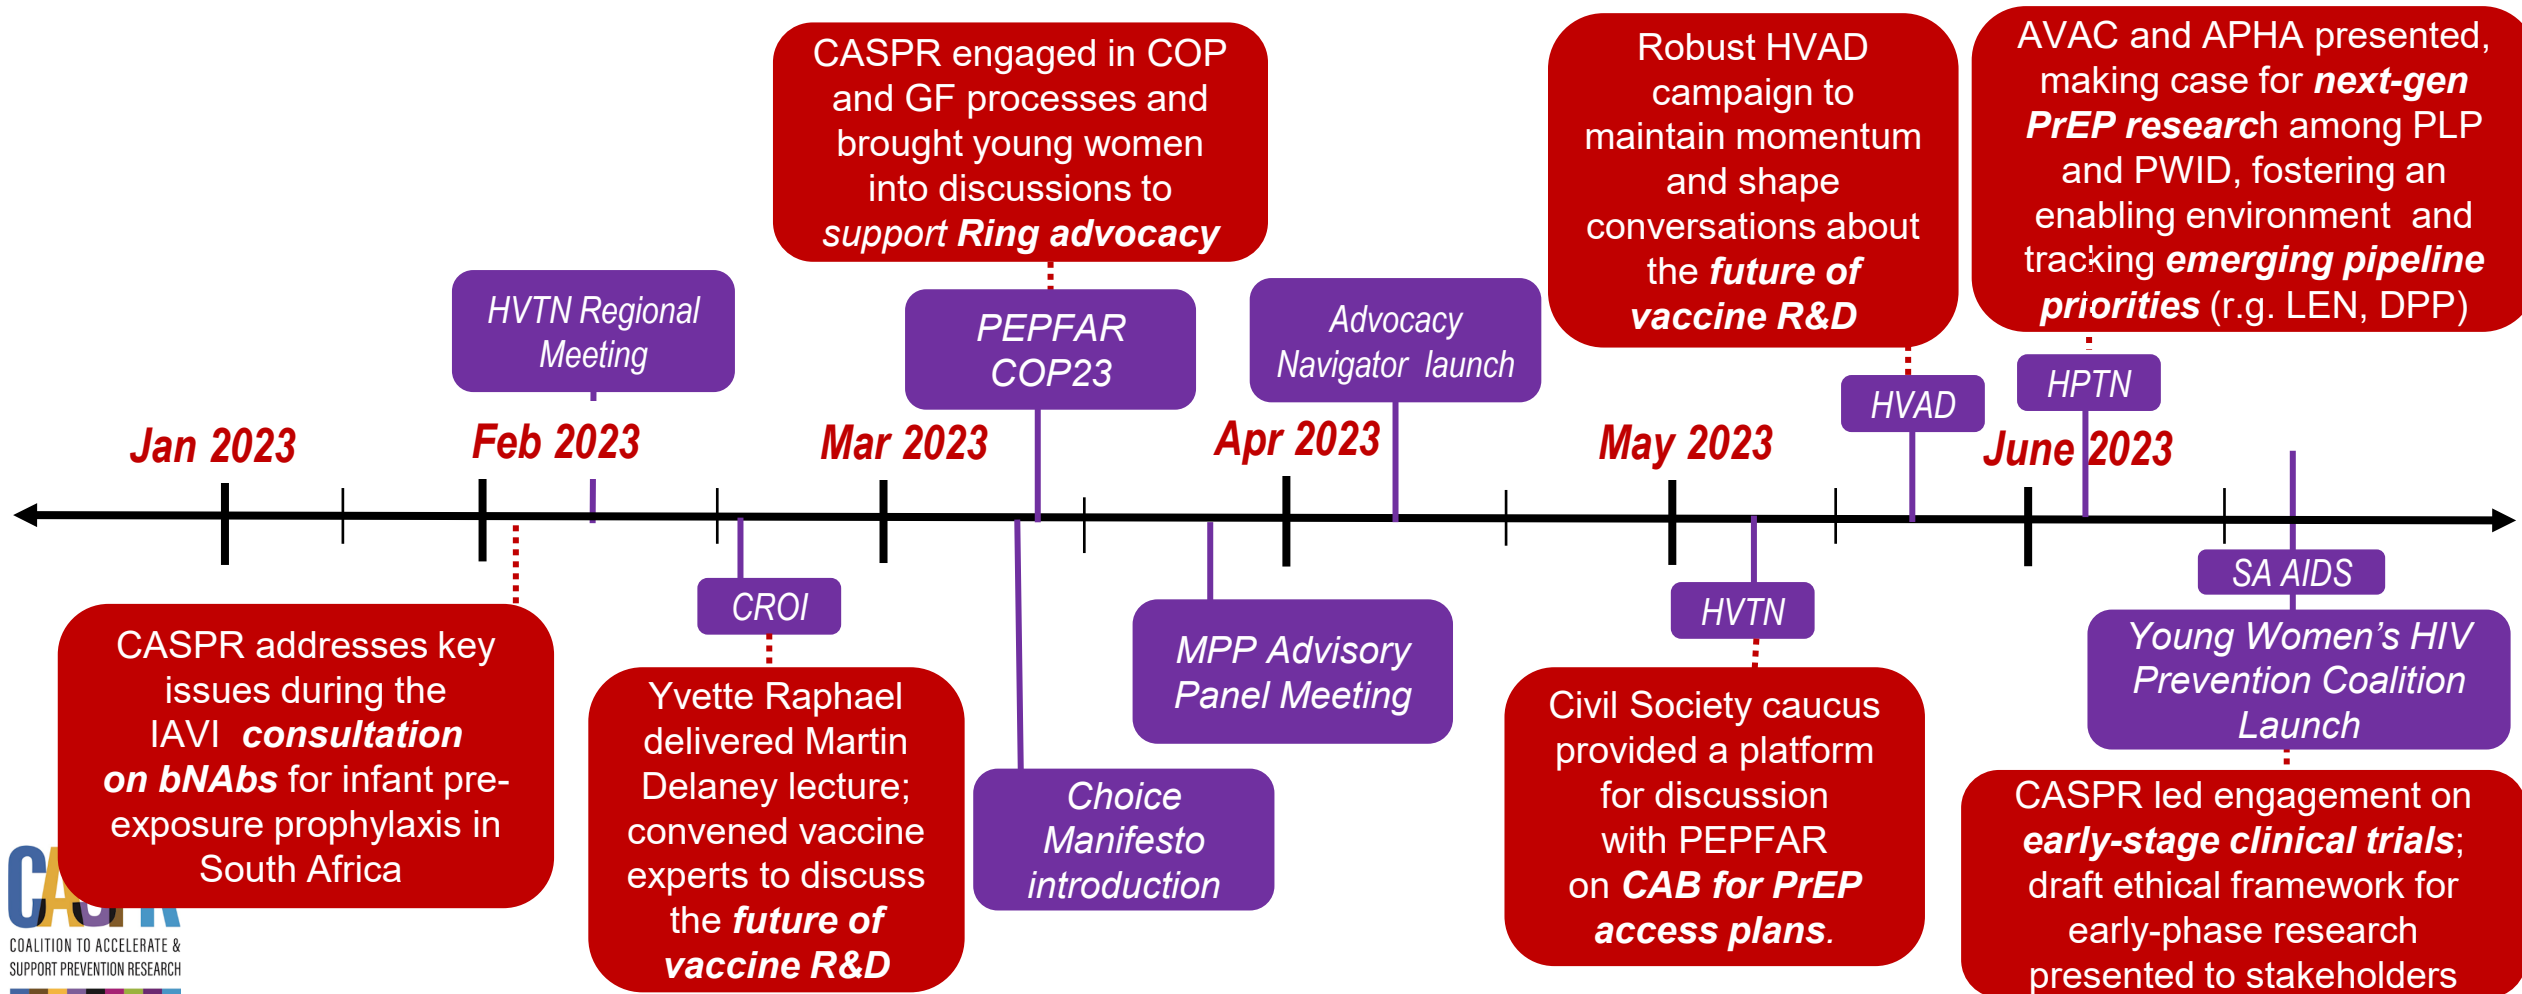 CASPR engaged in COP
and GF processes and
brought young women
into discussions to
support Ring advocacy
Robust HVAD
campaign to
maintain momentum
and shape
conversations about
the future of
vaccine R&D
AVAC and APHA presented,
making case for next-gen
PrEP research among PLP
and PWID, fostering an
enabling environment and
tracking emerging pipeline
priorities (r.g. LEN, DPP)
HVTN Regional
Meeting
PEPFAR
COP23
Advocacy
Navigator launch
HVAD
HPTN
Jan 2023
Feb 2023
Mar 2023
Apr 2023
May 2023
June 2023
CROI
HVTN
SA AIDS
CASPR addresses key
issues during the
IAVI consultation
on bNAbs for infant pre-
exposure prophylaxis in
South Africa
Yvette Raphael
delivered Martin
Delaney lecture;
convened vaccine
experts to discuss
the future of
vaccine R&D
Choice
Manifesto
introduction
MPP Advisory
Panel Meeting
Civil Society caucus
provided a platform
for discussion
with PEPFAR
on CAB for PrEP
access plans.
Young Women’s HIV
Prevention Coalition
Launch
CASPR led engagement on
early-stage clinical trials;
draft ethical framework for
early-phase research
presented to stakeholders
CASPR
COALITION TO ACCELERATE &
SUPPORT PREVENTION RESEARCH